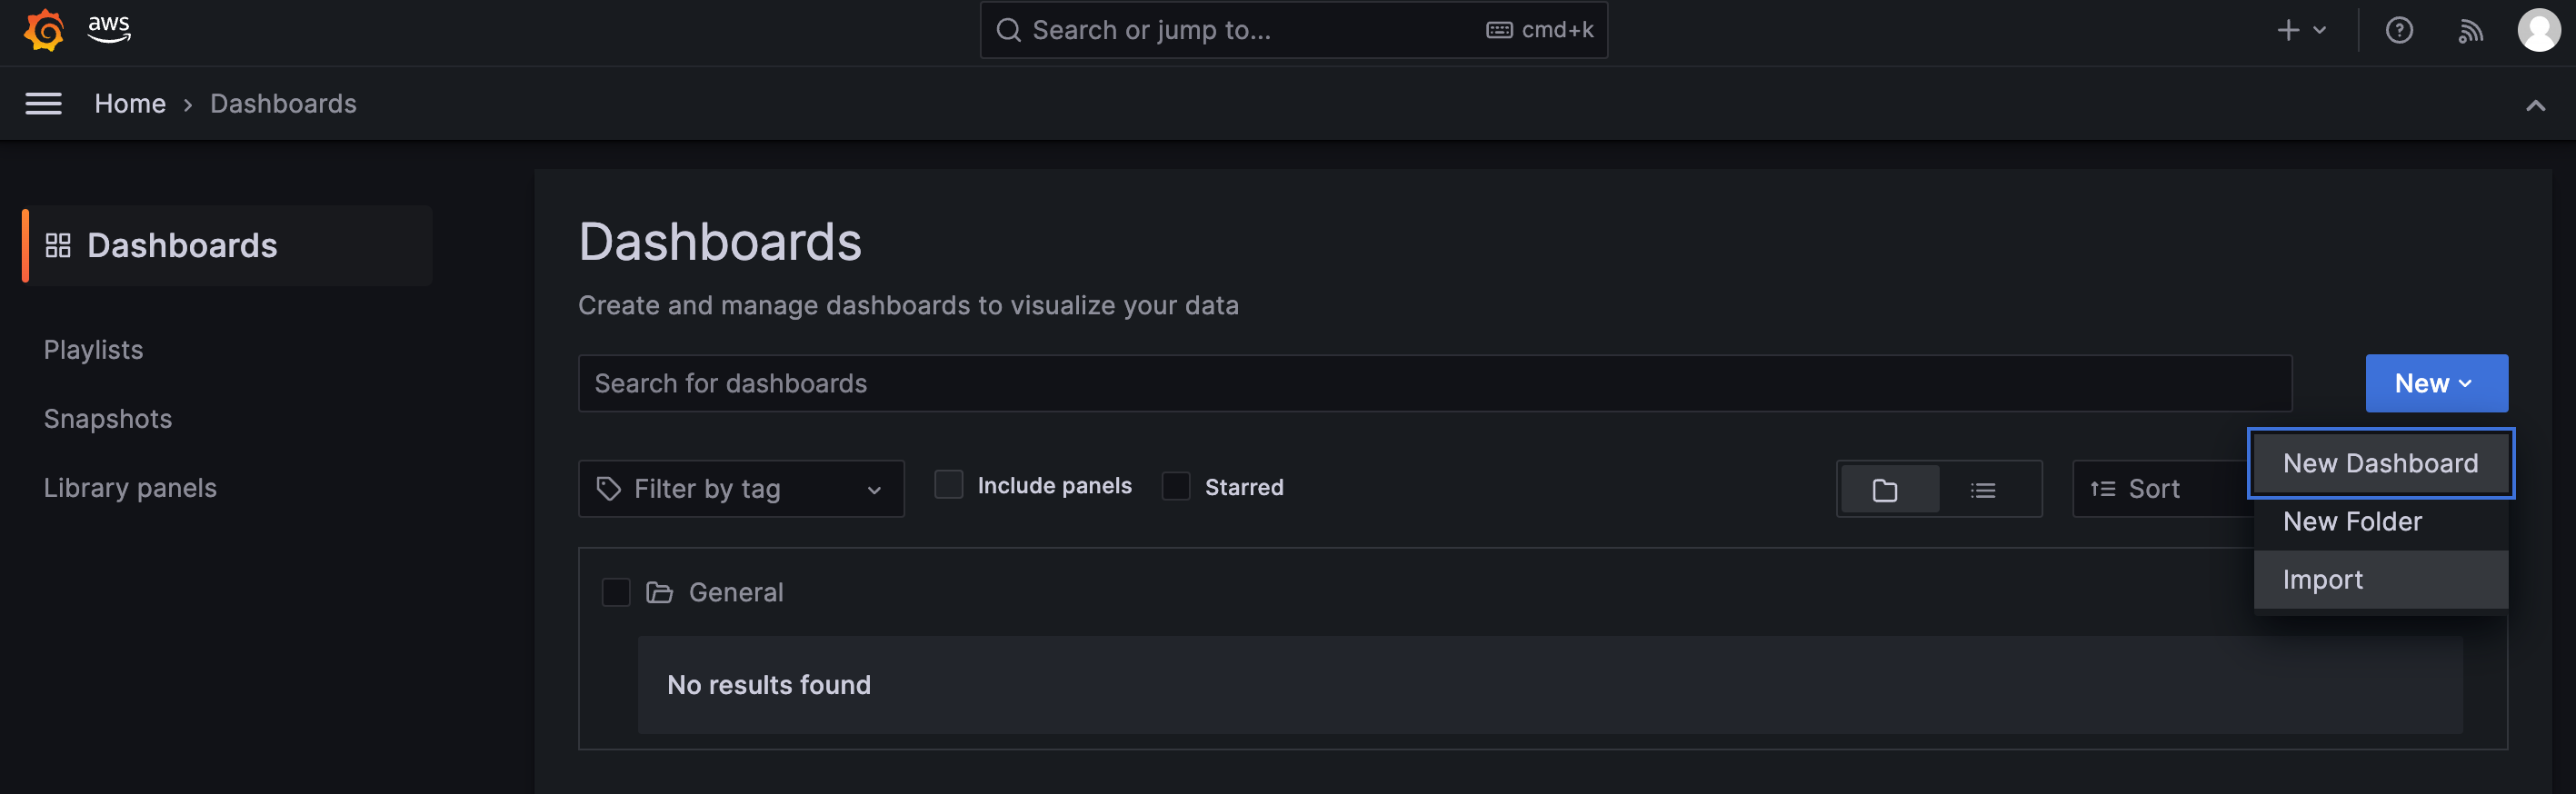 aws
Search or jump to...
cmd+k
Home > Dashboards
Dashboards
Playlists
Snapshots
Library panels
Dashboards
Create and manage dashboards to visualize your data
Search for dashboards
New
Filter by tag
Include panels
Starred
Sort
New Dashboard
New Folder
Import
General
No results found